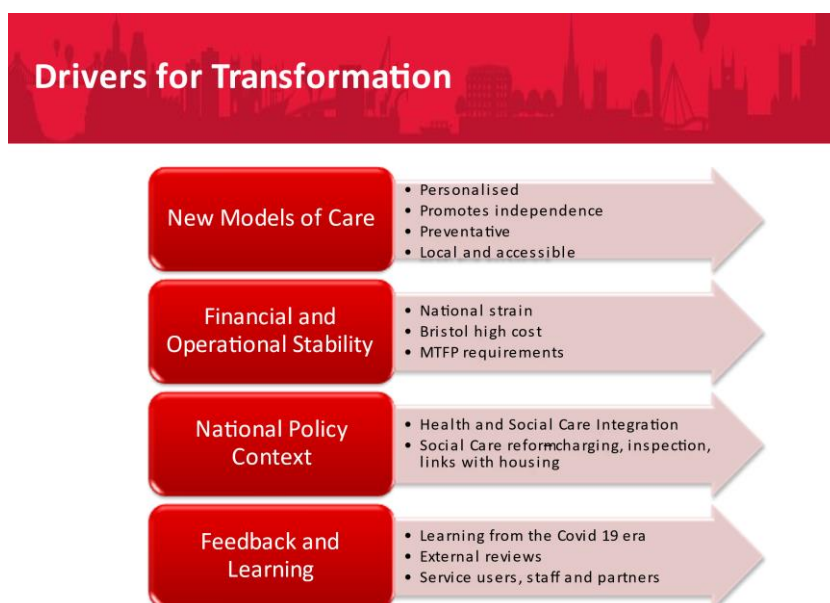 Drivers for Transformation
New Models of Care
• Personalised
• Promotes independence
• Preventative
• Local and accessible
Financial and
Operational Stability
• National strain
• Bristol high cost
• MTFP requirements
National Policy
Context
• Health and Social Care Integration
• Social Care reform–charging, inspection,
links with housing
Feedback and
Learning
• Learning from the Covid 19 era
• External reviews
• Service users, staff and partners